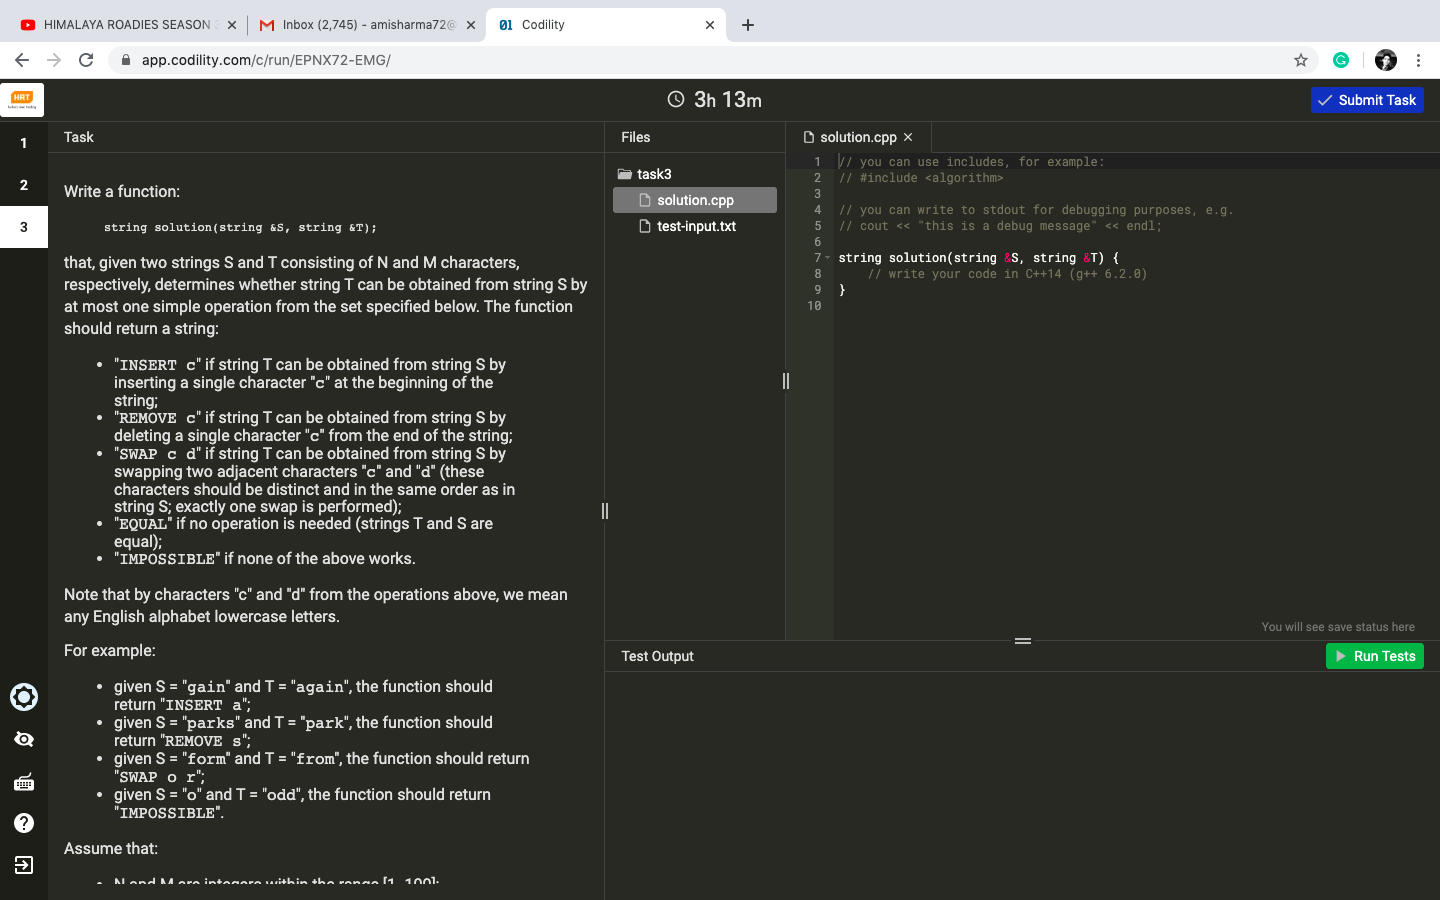 HIMALAYA ROADIES SEASON
Inbox (2,745) - amisharma72@
Codility
app.codility.com/c/run/EPNX72-EMG/
HRT
3h 13m
Submit Task
1
2
3
Task
Write a function:
string solution(string &S, string &T);
that, given two strings S and T consisting of N and M characters,
respectively, determines whether string T can be obtained from string S by
at most one simple operation from the set specified below. The function
should return a string:
• "INSERT c" if string T can be obtained from string S by
inserting a single character "c" at the beginning of the
string;
• "REMOVE c" if string T can be obtained from string S by
deleting a single character "c" from the end of the string;
• "SWAP c d" if string T can be obtained from string S by
swapping two adjacent characters "c" and "d" (these
characters should be distinct and in the same order as in
string S; exactly one swap is performed);
• "EQUAL" if no operation is needed (strings T and S are
equal);
• "IMPOSSIBLE" if none of the above works.
Note that by characters "c" and "d" from the operations above, we mean
any English alphabet lowercase letters.
For example:
• given S = "gain" and T = "again", the function should
return "INSERT a";
• given S = "parks" and T = "park", the function should
return "REMOVE s";
• given S = "form" and T = "from", the function should return
"SWAP o r";
• given S = "o" and T = "odd", the function should return
"IMPOSSIBLE".
Assume that:
• N and M are integers within the range [1..100];
Files
task3
solution.cpp
test-input.txt
solution.cpp
1 // you can use includes, for example:
2 // #include <algorithm>
3
4 // you can write to stdout for debugging purposes, e.g.
5 // cout << "this is a debug message" << endl;
6
7 string solution(string &S, string &T) {
8 // write your code in C++14 (g++ 6.2.0)
9 }
10
You will see save status here
Test Output
Run Tests